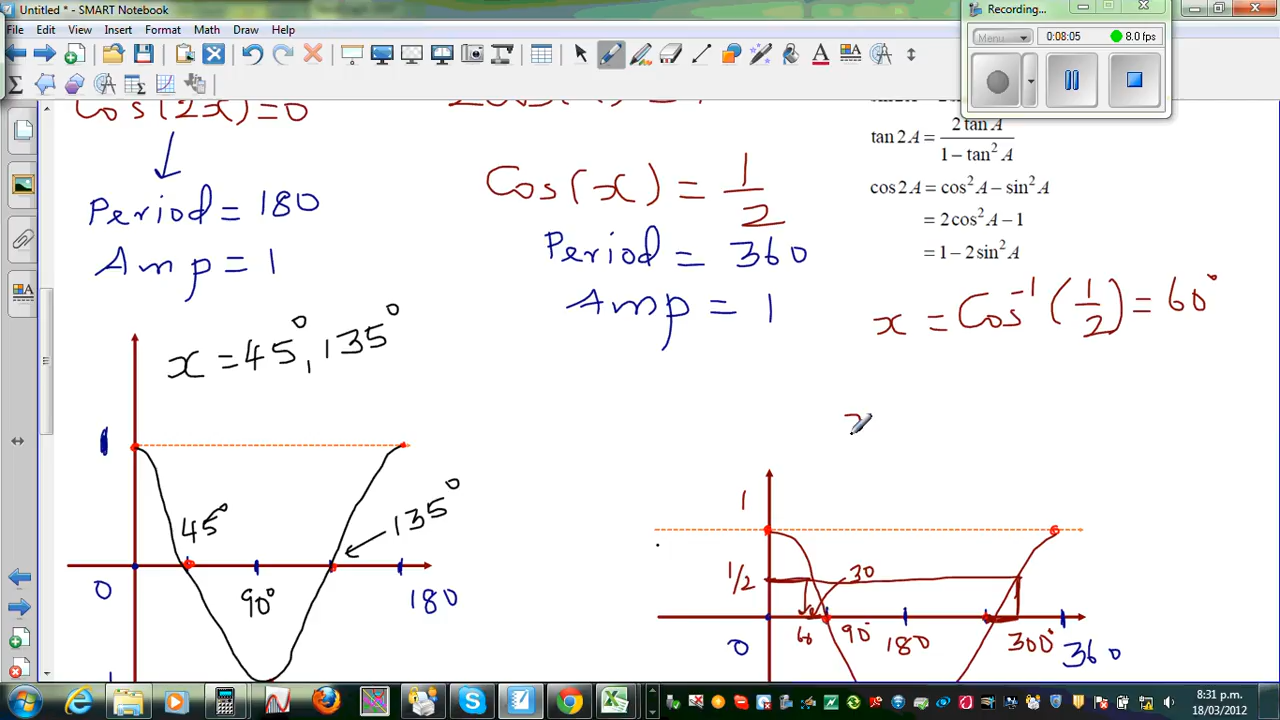 Untitled * - SMART Notebook
File Edit View Insert Format Math Draw Help
Recording...
Menu 0:08:05 8.0 fps
Cos(2x)=0
Period = 180
Amp = 1
x = 45°, 135°
1
45°
135°
0
90°
180
Cos(x) = 1/2
Period = 360
Amp = 1
tan 2A = 2 tan A / 1 − tan² A
cos 2A = cos² A − sin² A
= 2cos² A − 1
= 1 − 2sin² A
x = Cos⁻¹ (1/2) = 60°
1
1/2
30
0
60
90°
180
300°
360
8:31 p.m.
18/03/2012